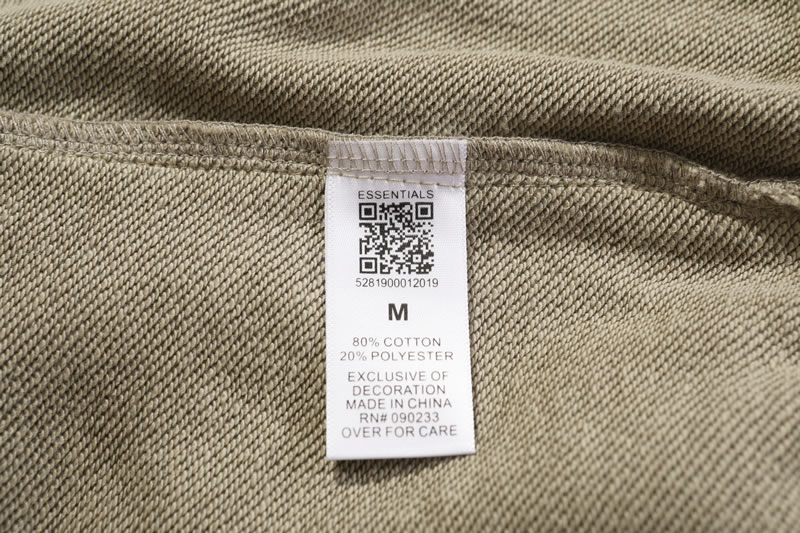 ESSENTIALS
5281900012019
M
80% COTTON
20% POLYESTER
EXCLUSIVE OF
DECORATION
MADE IN CHINA
RN# 090233
OVER FOR CARE